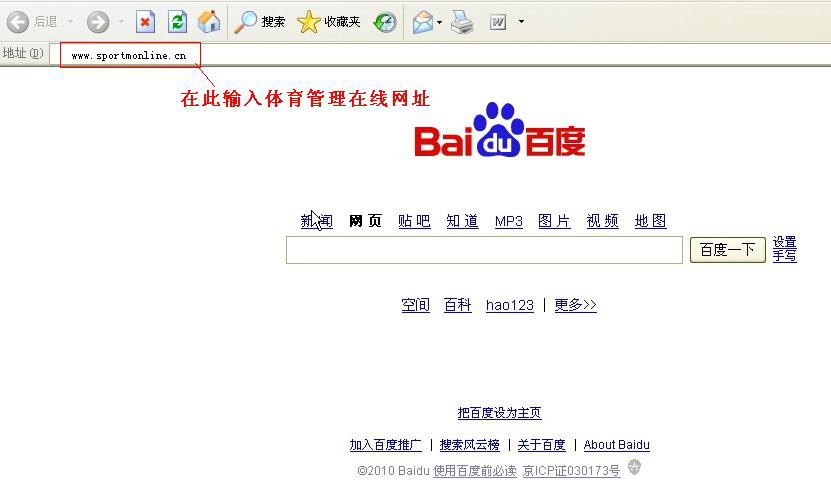 后退 搜索 收藏夹
地址(D) www.sportmonline.cn
在此输入体育管理在线网址
Bai du 百度
新闻 网页 贴吧 知道 MP3 图片 视频 地图
百度一下 设置
手写
空间 百科 hao123 | 更多>>
把百度设为主页
加入百度推广 | 搜索风云榜 | 关于百度 | About Baidu
©2010 Baidu 使用百度前必读 京ICP证030173号